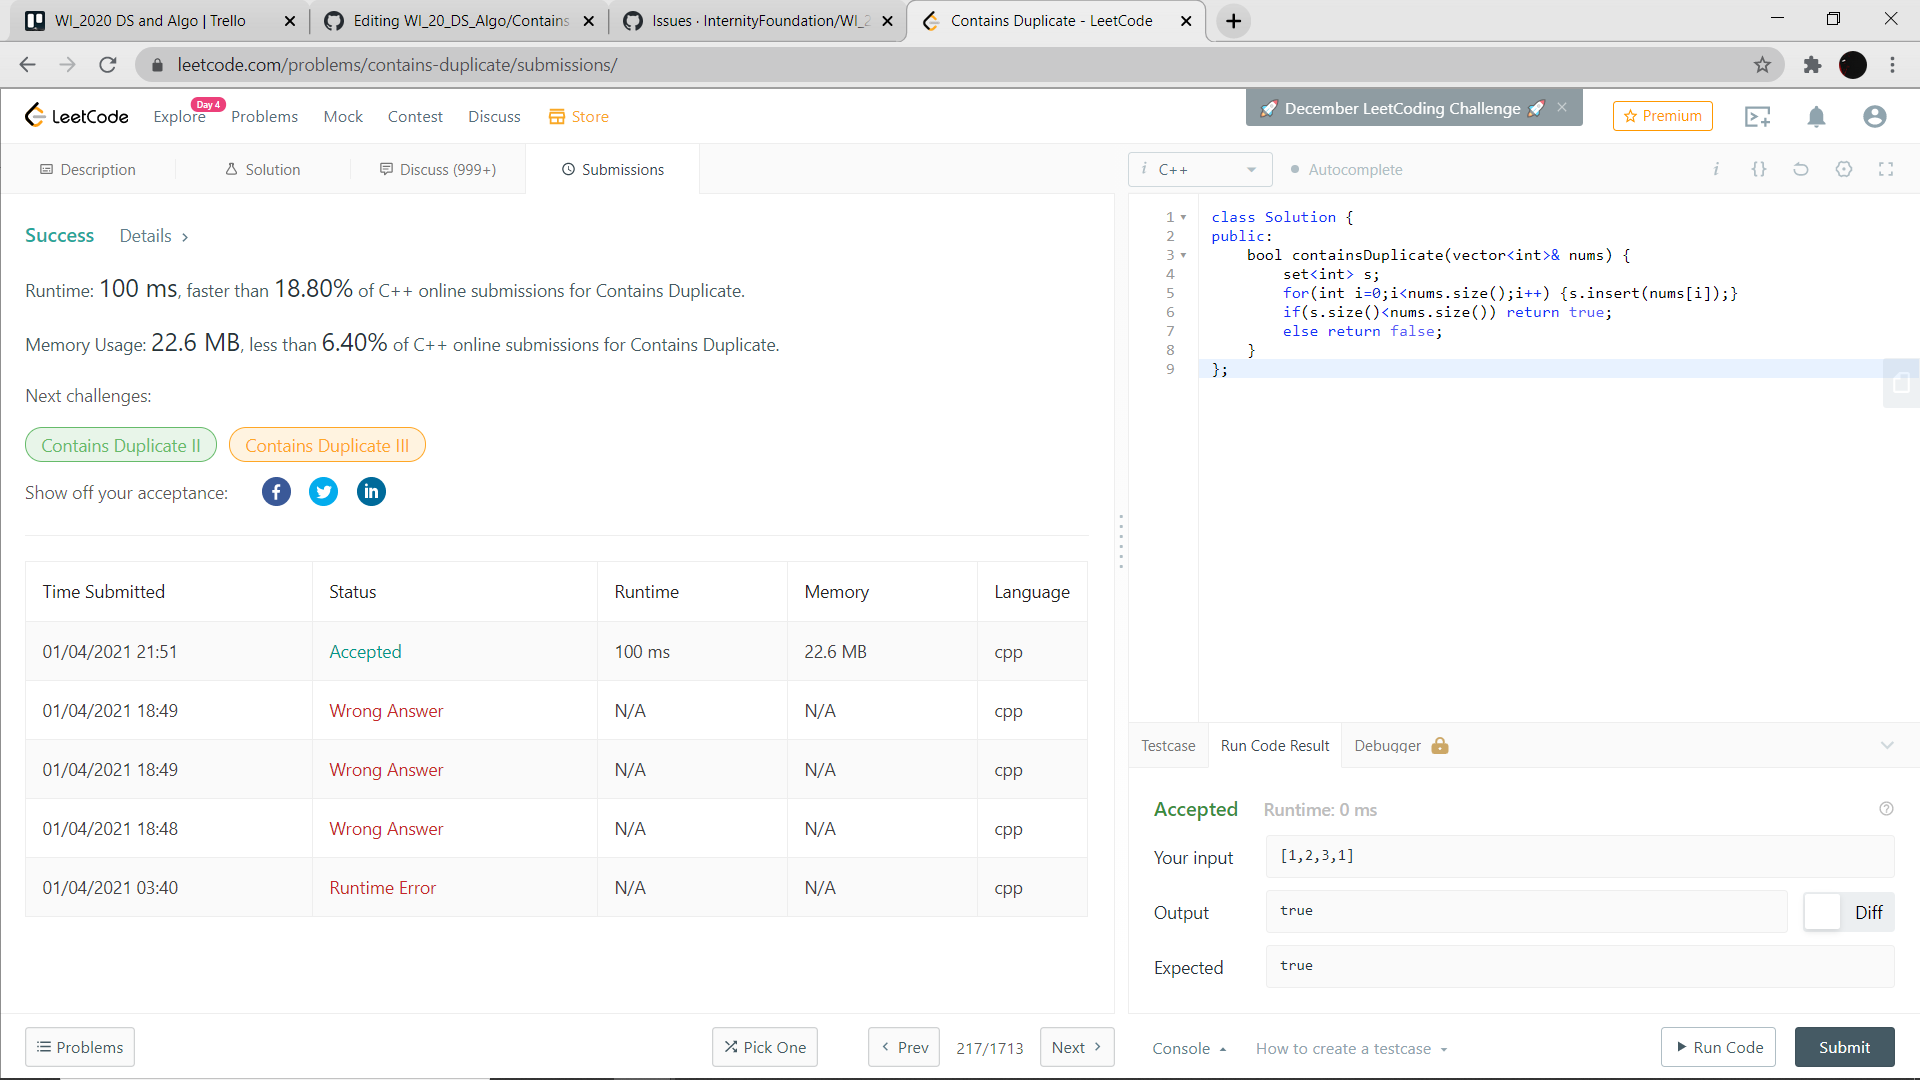 WI_2020 DS and Algo | Trello
Editing WI_20_DS_Algo/Contains
Issues · InternityFoundation/WI_2
Contains Duplicate - LeetCode
leetcode.com/problems/contains-duplicate/submissions/
LeetCode
Explore
Day 4
Problems
Mock
Contest
Discuss
Store
December LeetCoding Challenge
Premium
Description
Solution
Discuss (999+)
Submissions
i C++
Autocomplete
Success
Details
Runtime: 100 ms, faster than 18.80% of C++ online submissions for Contains Duplicate.
Memory Usage: 22.6 MB, less than 6.40% of C++ online submissions for Contains Duplicate.
Next challenges:
Contains Duplicate II
Contains Duplicate III
Show off your acceptance:
Time Submitted Status Runtime Memory Language
01/04/2021 21:51 Accepted 100 ms 22.6 MB cpp
01/04/2021 18:49 Wrong Answer N/A N/A cpp
01/04/2021 18:49 Wrong Answer N/A N/A cpp
01/04/2021 18:48 Wrong Answer N/A N/A cpp
01/04/2021 03:40 Runtime Error N/A N/A cpp
1 class Solution {
2 public:
3     bool containsDuplicate(vector<int>& nums) {
4         set<int> s;
5         for(int i=0;i<nums.size();i++) {s.insert(nums[i]);}
6         if(s.size()<nums.size()) return true;
7         else return false;
8     }
9 };
Testcase
Run Code Result
Debugger
Accepted Runtime: 0 ms
Your input [1,2,3,1]
Output true
Diff
Expected true
Problems
Pick One
Prev
217/1713
Next
Console
How to create a testcase
Run Code
Submit